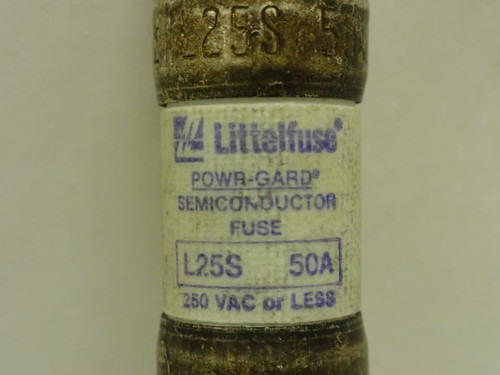 L25S
Littelfuse®
POWR-GARD®
SEMICONDUCTOR
FUSE
L25S 50A
250 VAC or LESS